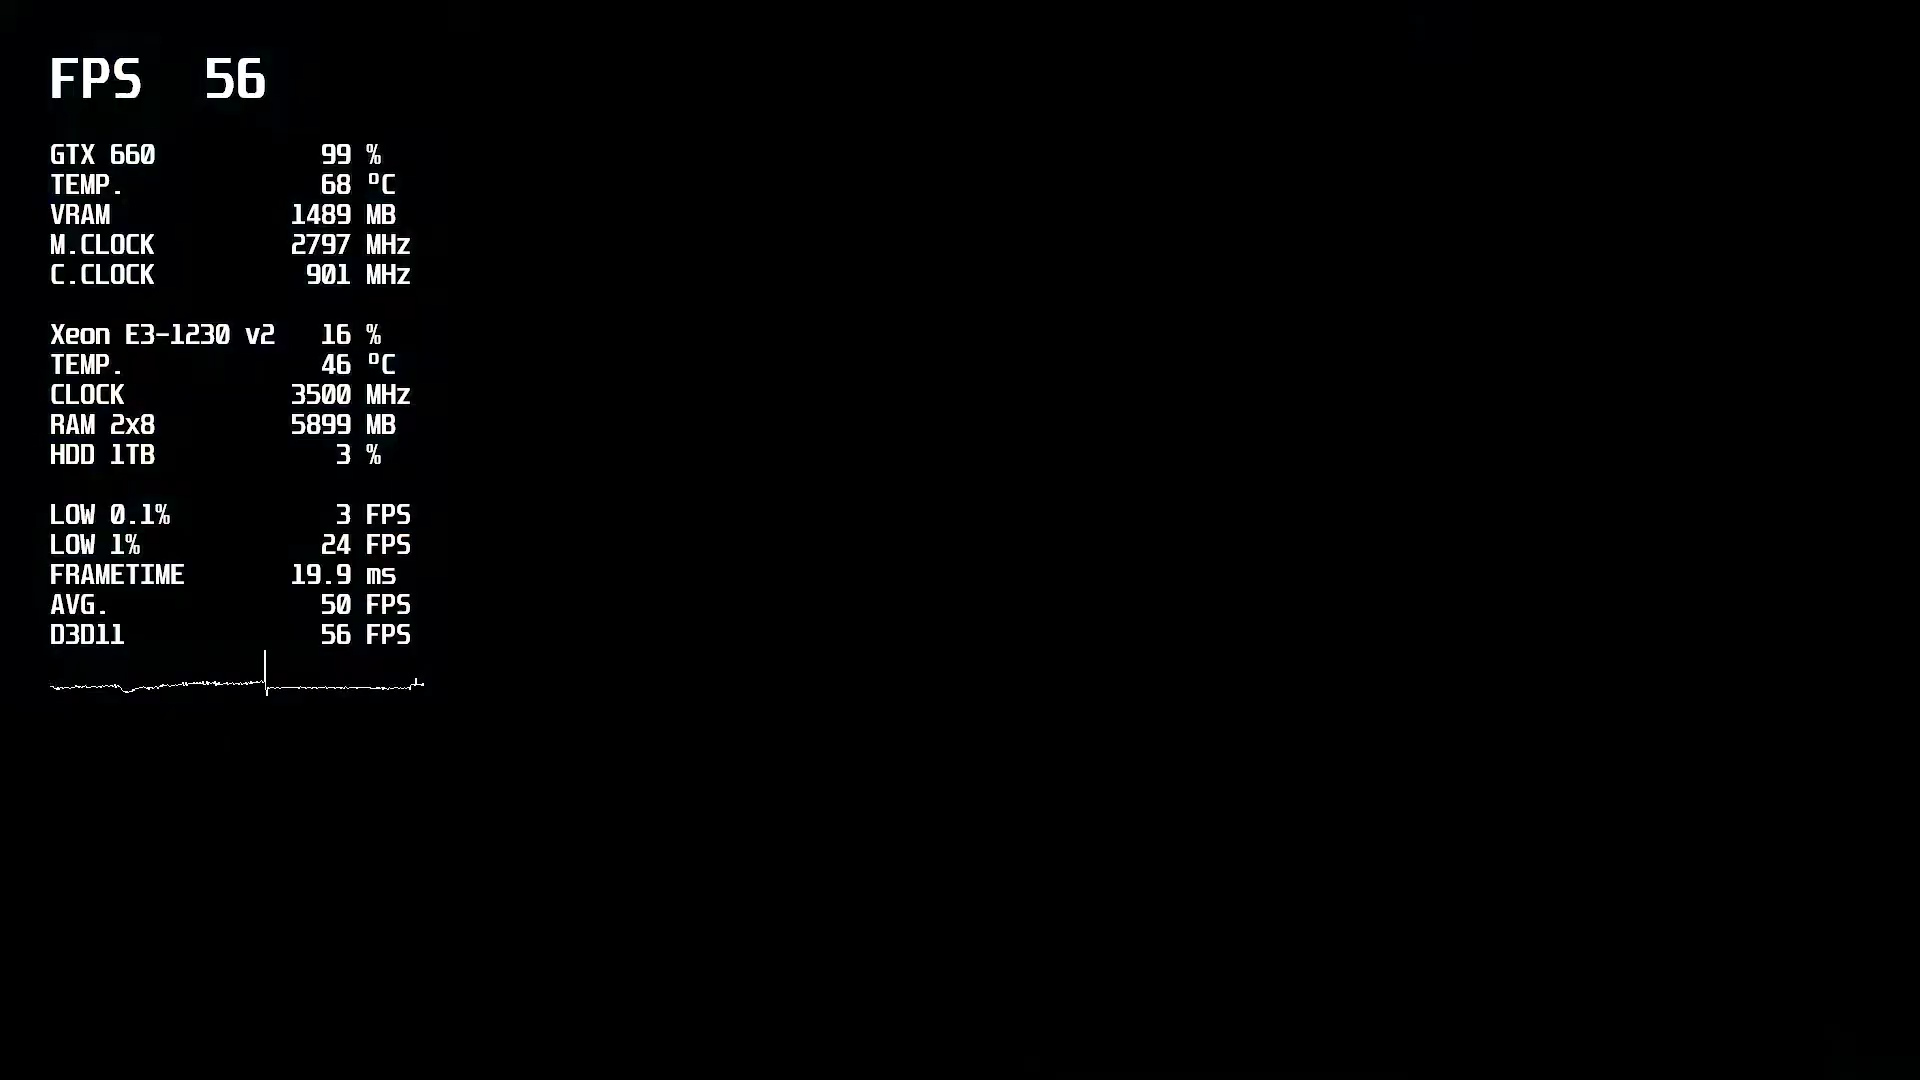 FPS 56
GTX 660 99 %
TEMP. 68 ºC
VRAM 1489 MB
M.CLOCK 2797 MHz
C.CLOCK 901 MHz
Xeon E3-1230 v2 16 %
TEMP. 46 ºC
CLOCK 3500 MHz
RAM 2x8 5899 MB
HDD 1TB 3 %
LOW 0.1% 3 FPS
LOW 1% 24 FPS
FRAMETIME 19.9 ms
AVG. 50 FPS
D3D11 56 FPS